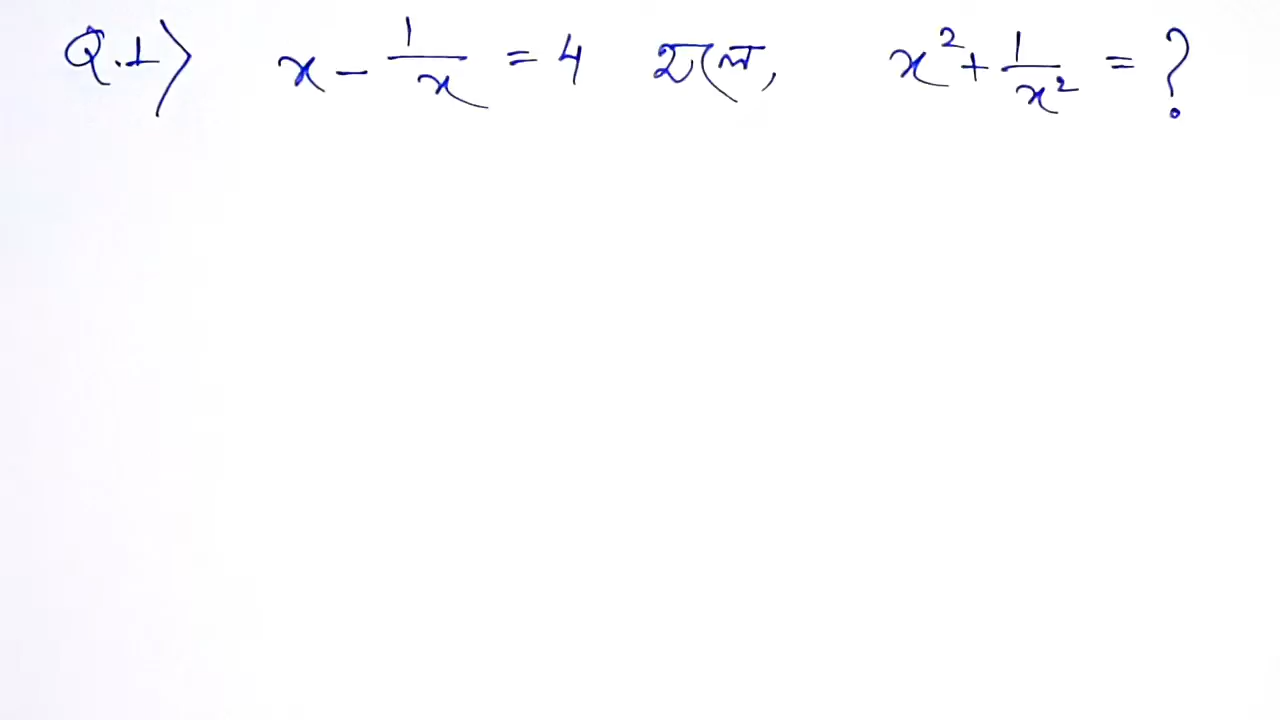 Q.1> x - 1/x = 4 হলে, x² + 1/x² = ?